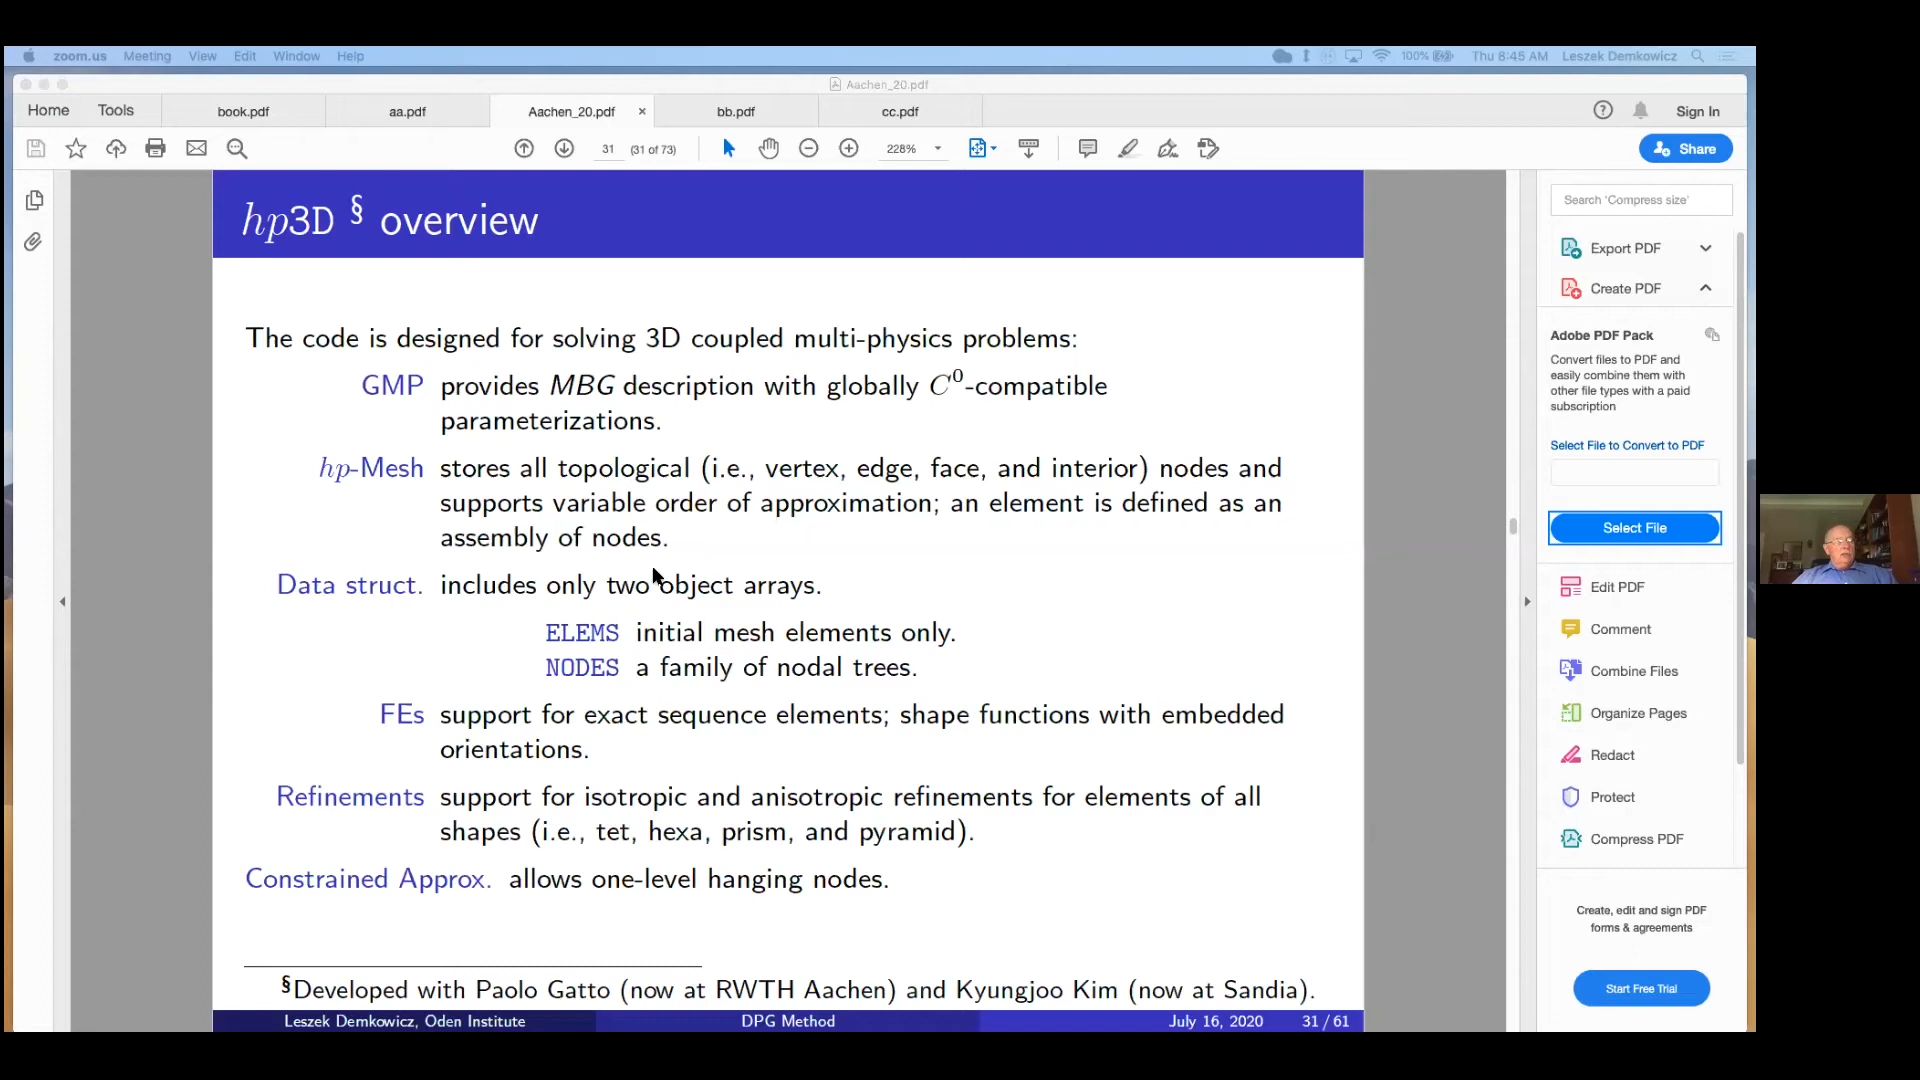 zoom.us Meeting View Edit Window Help 100% Thu 8:45 AM Leszek Demkowicz
Aachen_20.pdf
Home Tools book.pdf aa.pdf Aachen_20.pdf × bb.pdf cc.pdf Sign In
31 (31 of 73) 228% Share
hp3D § overview
The code is designed for solving 3D coupled multi-physics problems:
GMP provides MBG description with globally C⁰-compatible
parameterizations.
hp-Mesh stores all topological (i.e., vertex, edge, face, and interior) nodes and
supports variable order of approximation; an element is defined as an
assembly of nodes.
Data struct. includes only two object arrays.
ELEMS initial mesh elements only.
NODES a family of nodal trees.
FEs support for exact sequence elements; shape functions with embedded
orientations.
Refinements support for isotropic and anisotropic refinements for elements of all
shapes (i.e., tet, hexa, prism, and pyramid).
Constrained Approx. allows one-level hanging nodes.
§Developed with Paolo Gatto (now at RWTH Aachen) and Kyungjoo Kim (now at Sandia).
Leszek Demkowicz, Oden Institute DPG Method July 16, 2020 31 / 61
Search 'Compress size'
Export PDF
Create PDF
Adobe PDF Pack
Convert files to PDF and
easily combine them with
other file types with a paid
subscription
Select File to Convert to PDF
Select File
Edit PDF
Comment
Combine Files
Organize Pages
Redact
Protect
Compress PDF
Create, edit and sign PDF
forms & agreements
Start Free Trial